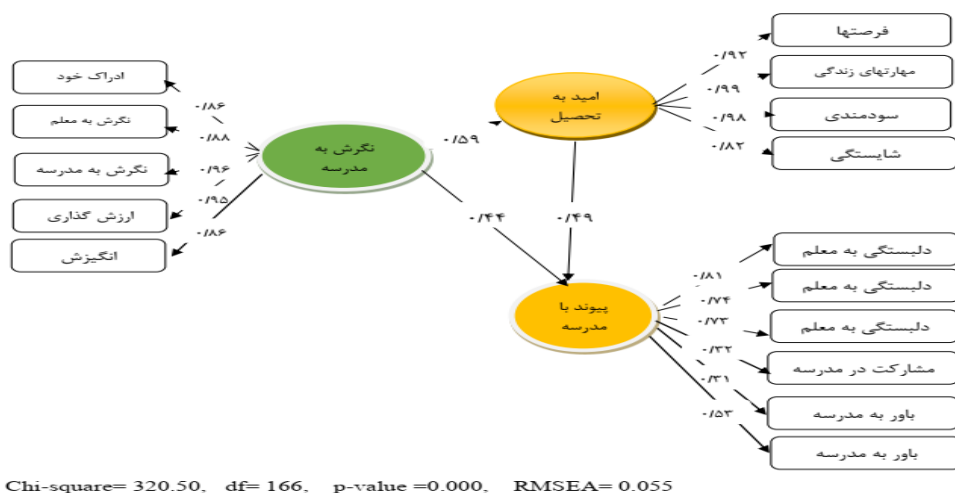 فرصتها
مهارتهای زندگی
سودمندی
شایستگی
۰/۹۲
۰/۹۹
۰/۹۸
۰/۸۲
امید به
تحصیل
ادراک خود
نگرش به معلم
نگرش به مدرسه
ارزش گذاری
انگیزش
۰/۸۶
۰/۸۸
۰/۹۶
۰/۹۵
۰/۸۶
نگرش به
مدرسه
۰/۵۹
۰/۴۴
۰/۴۹
پیوند با
مدرسه
دلبستگی به معلم
دلبستگی به معلم
دلبستگی به معلم
مشارکت در مدرسه
باور به مدرسه
باور به مدرسه
۰/۸۱
۰/۷۴
۰/۷۳
۰/۳۲
۰/۳۱
۰/۵۳
Chi-square= 320.50, df= 166, p-value =0.000, RMSEA= 0.055